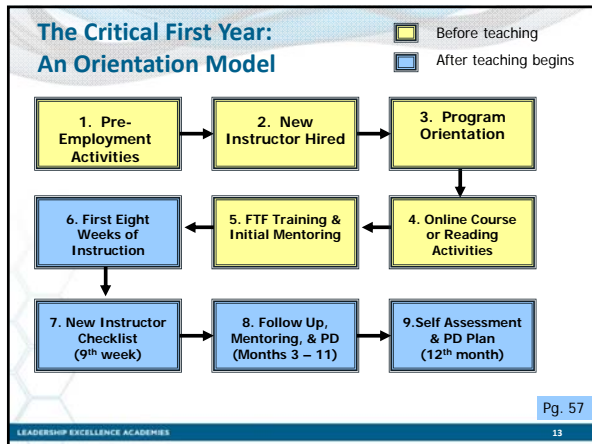 The Critical First Year:
An Orientation Model
Before teaching
After teaching begins
1. Pre-
Employment
Activities
2. New
Instructor Hired
3. Program
Orientation
6. First Eight
Weeks of
Instruction
5. FTF Training &
Initial Mentoring
4. Online Course
or Reading
Activities
7. New Instructor
Checklist
(9th week)
8. Follow Up,
Mentoring, & PD
(Months 3 – 11)
9.Self Assessment
& PD Plan
(12th month)
Pg. 57
LEADERSHIP EXCELLENCE ACADEMIES
13